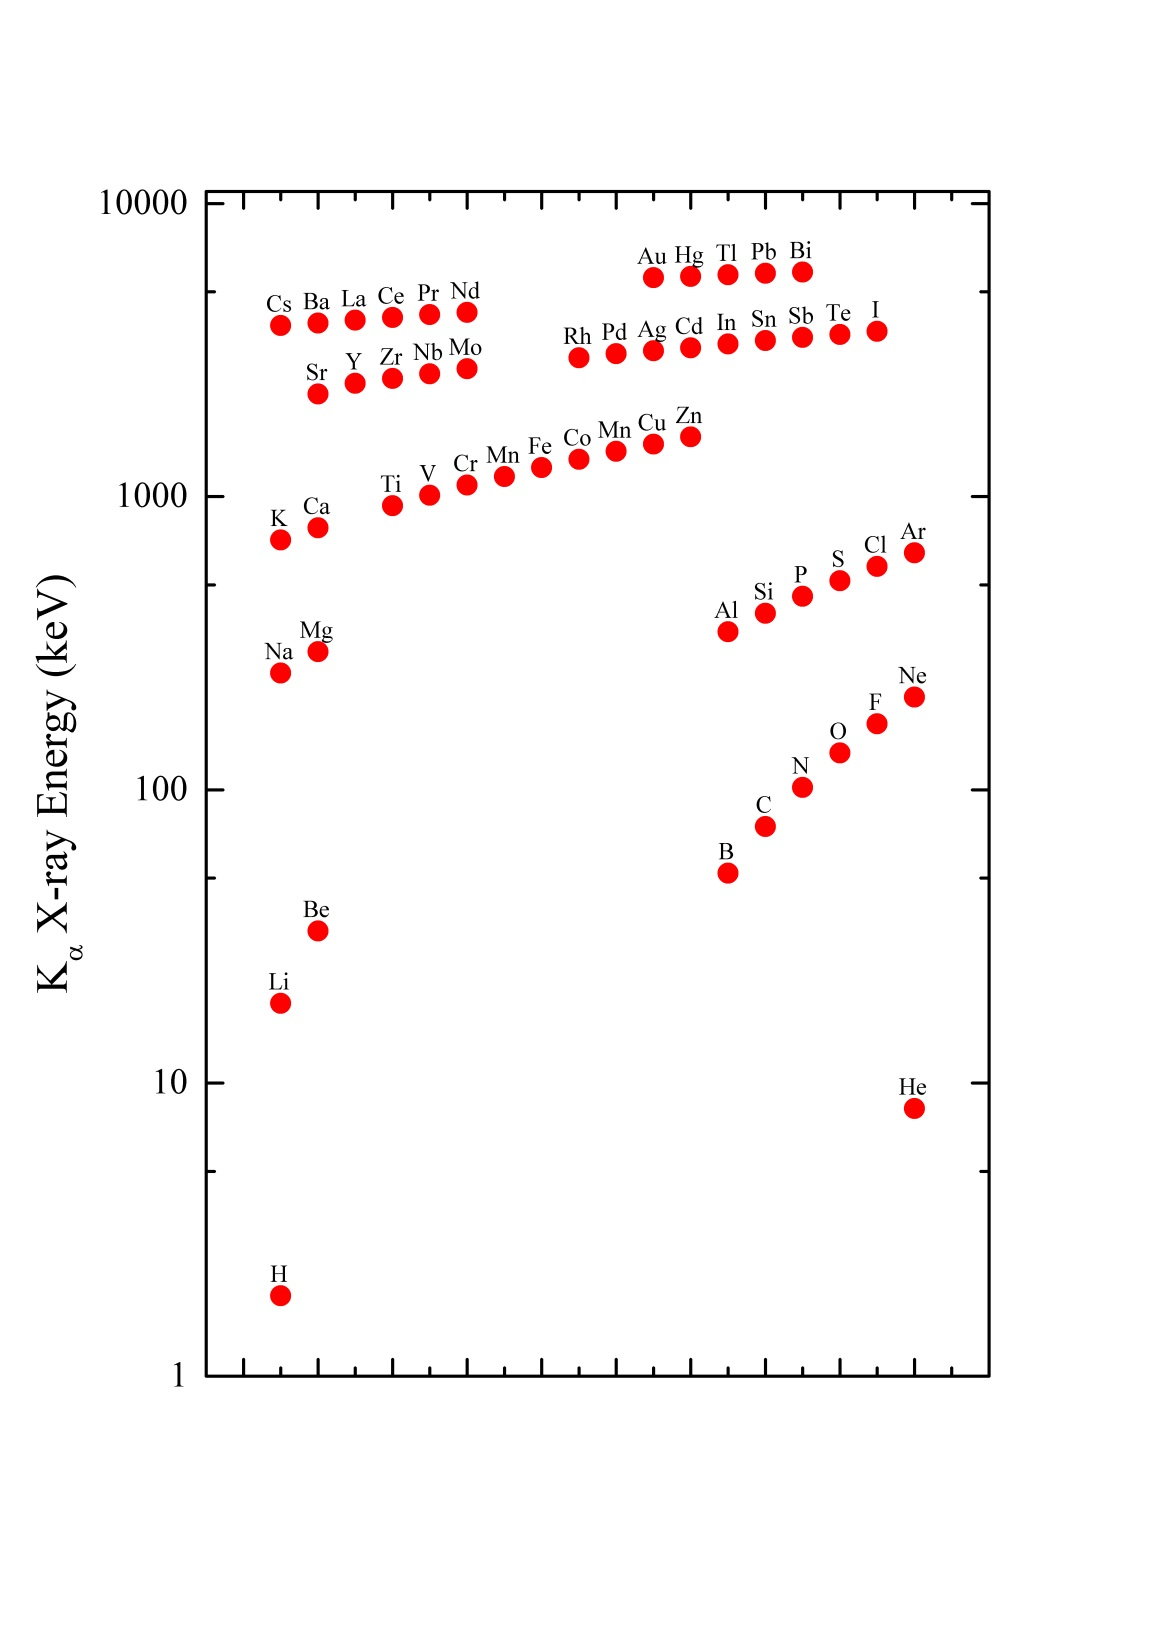 10000
Au Hg Tl Pb Bi
Cs Ba La Ce Pr Nd
Rh Pd Ag Cd In Sn Sb Te I
Sr Y Zr Nb Mo
Ti V Cr Mn Fe Co Mn Cu Zn
1000
K Ca
Al Si P S Cl Ar
Na Mg
Kα X-ray Energy (keV)
B C N O F Ne
100
Li Be
10
He
H
1